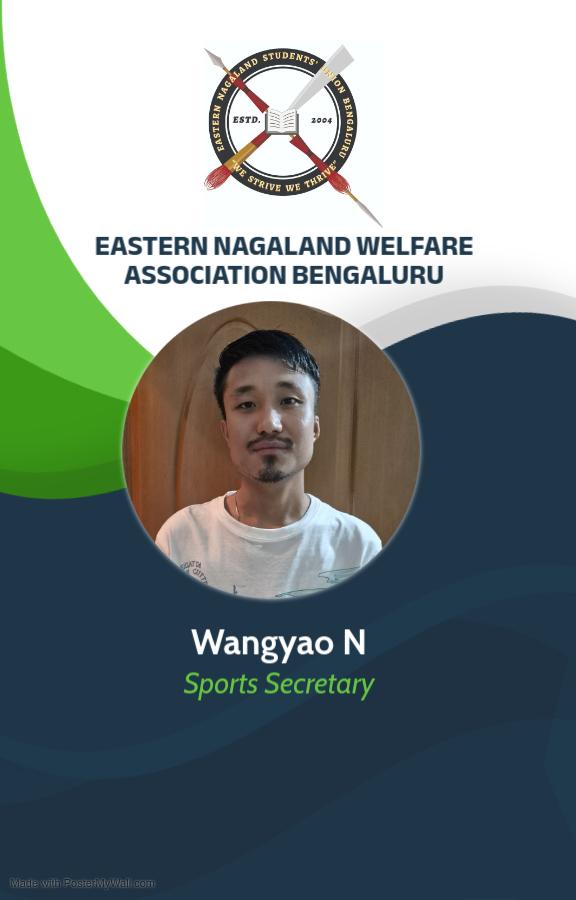 EASTERN NAGALAND STUDENTS' UNION BENGALURU
ESTD. 2004
"WE STRIVE WE THRIVE"
EASTERN NAGALAND WELFARE
ASSOCIATION BENGALURU
Wangyao N
Sports Secretary
Made with PosterMyWall.com